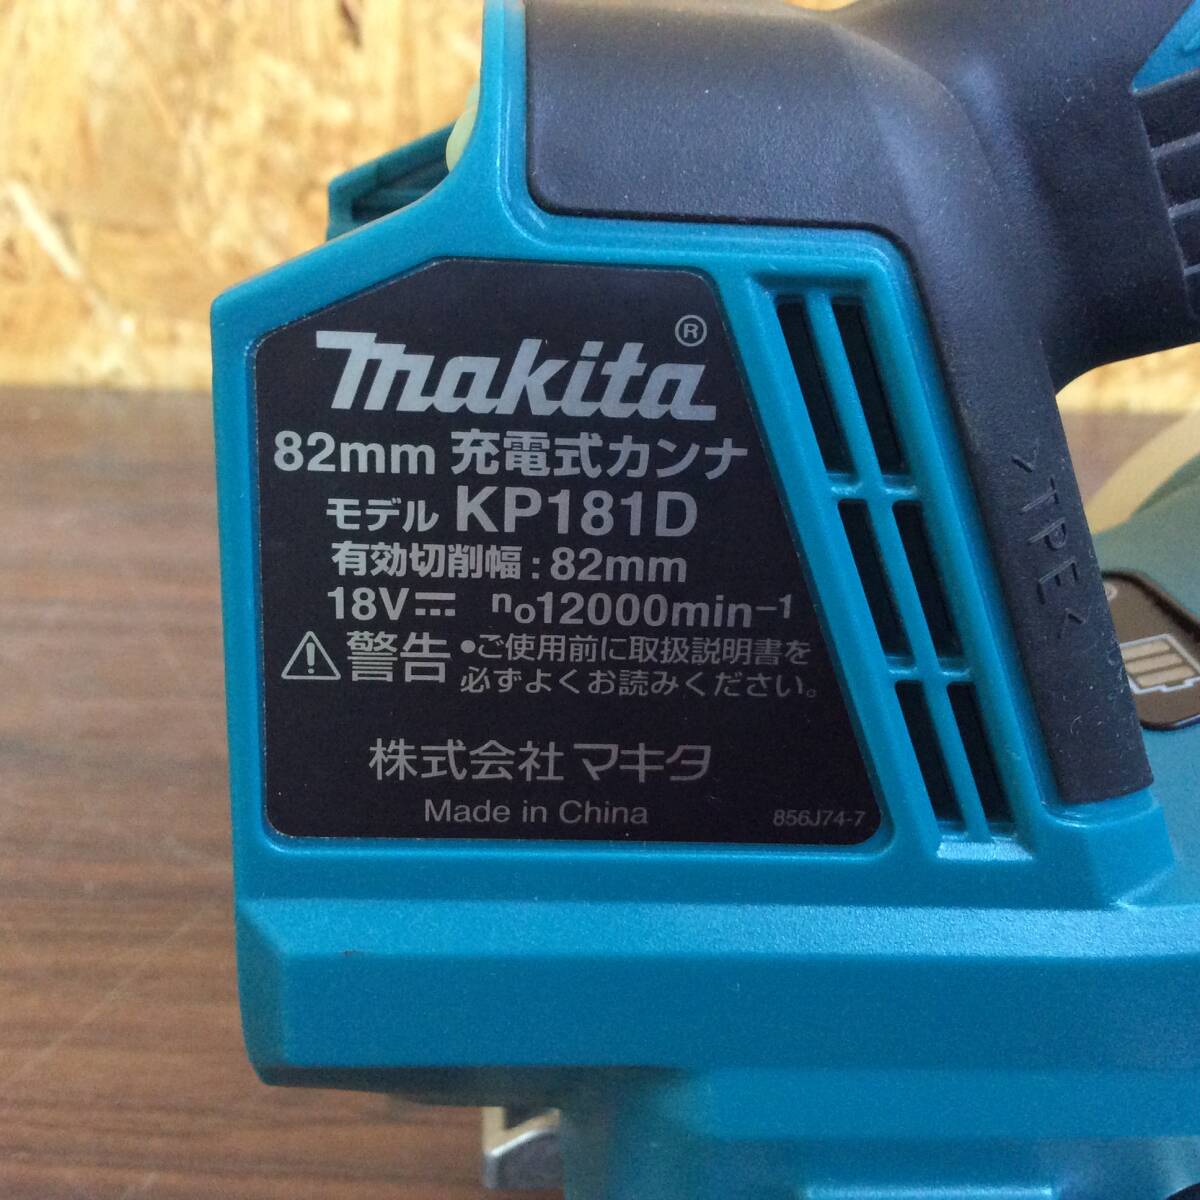 makita®
82mm 充電式カンナ
モデル KP181D
有効切削幅 : 82mm
18V⎓ no12000min-1
警告 •ご使用前に取扱説明書を
必ずよくお読みください。
株式会社 マキタ
Made in China
856J74-7
>TPE<